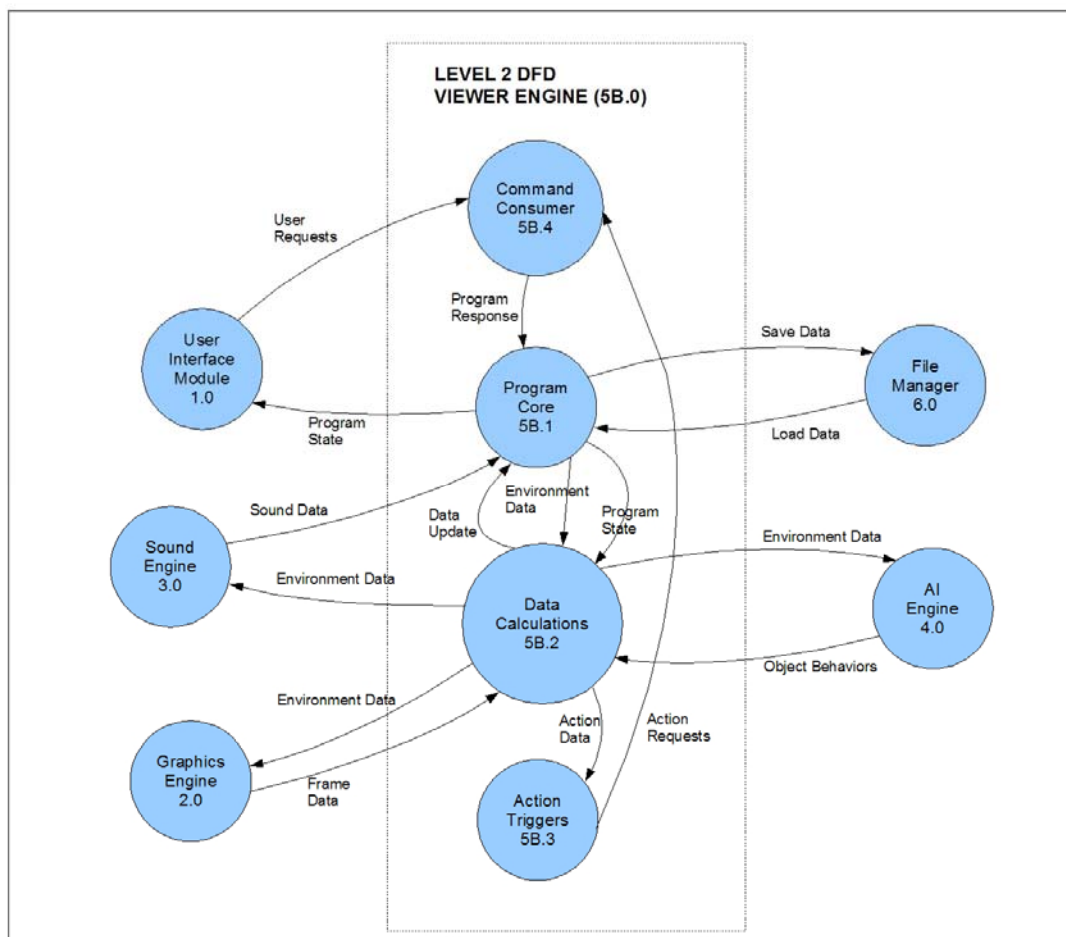 LEVEL 2 DFD
VIEWER ENGINE (5B.0)
Command
Consumer
5B.4
User
Requests
Program
Response
User
Interface
Module
1.0
Save Data
File
Manager
6.0
Program
Core
5B.1
Program
State
Load Data
Sound Data
Data
Update
Environment
Data
Program
State
Sound
Engine
3.0
Environment Data
Environment Data
AI
Engine
4.0
Data
Calculations
5B.2
Object Behaviors
Environment Data
Action
Data
Action
Requests
Graphics
Engine
2.0
Frame
Data
Action
Triggers
5B.3